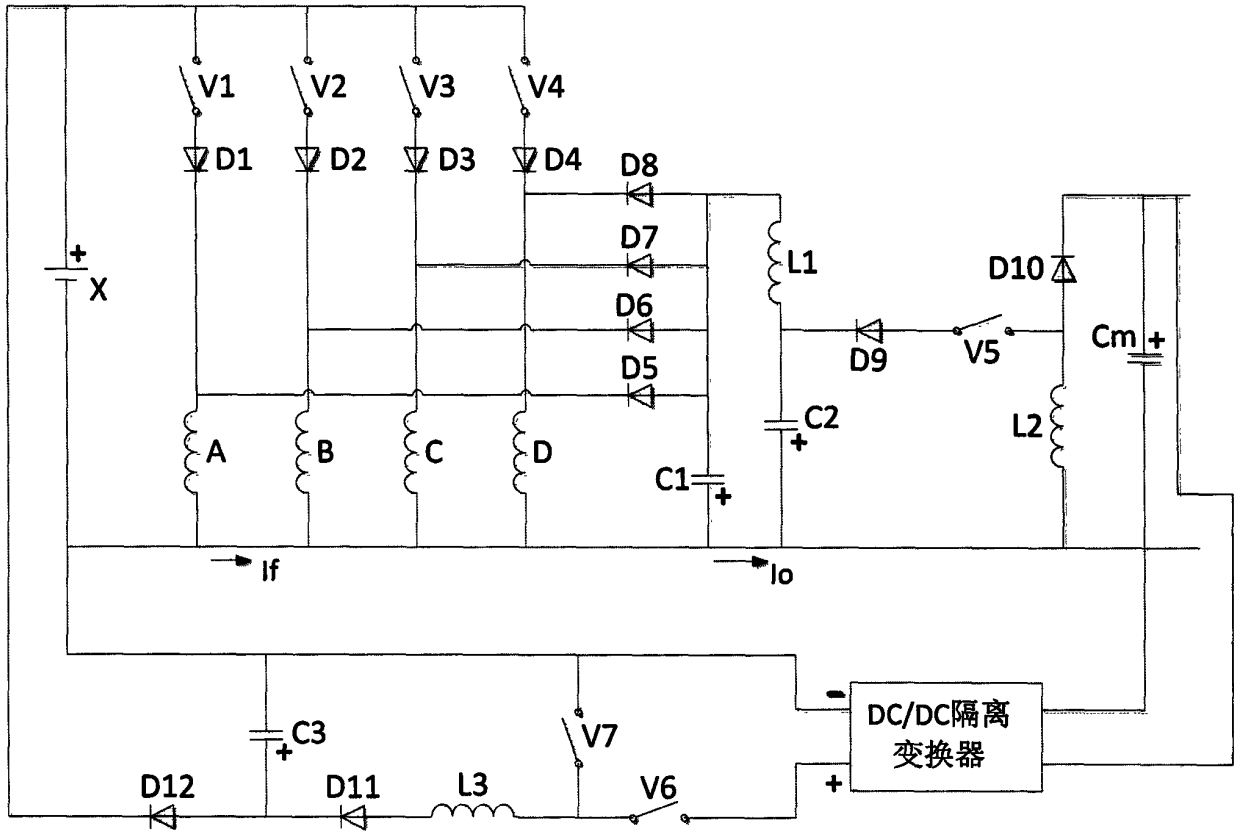 V1 V2 V3 V4
D1 D2 D3 D4 D8
D7
L1
D10
+
X
D6
D9 V5
Cm +
D5
C2
+
L2
A B C D
C1
+
If
Io
-
DC/DC隔离
变换器
+
C3
+
V7
D12 D11 L3 V6